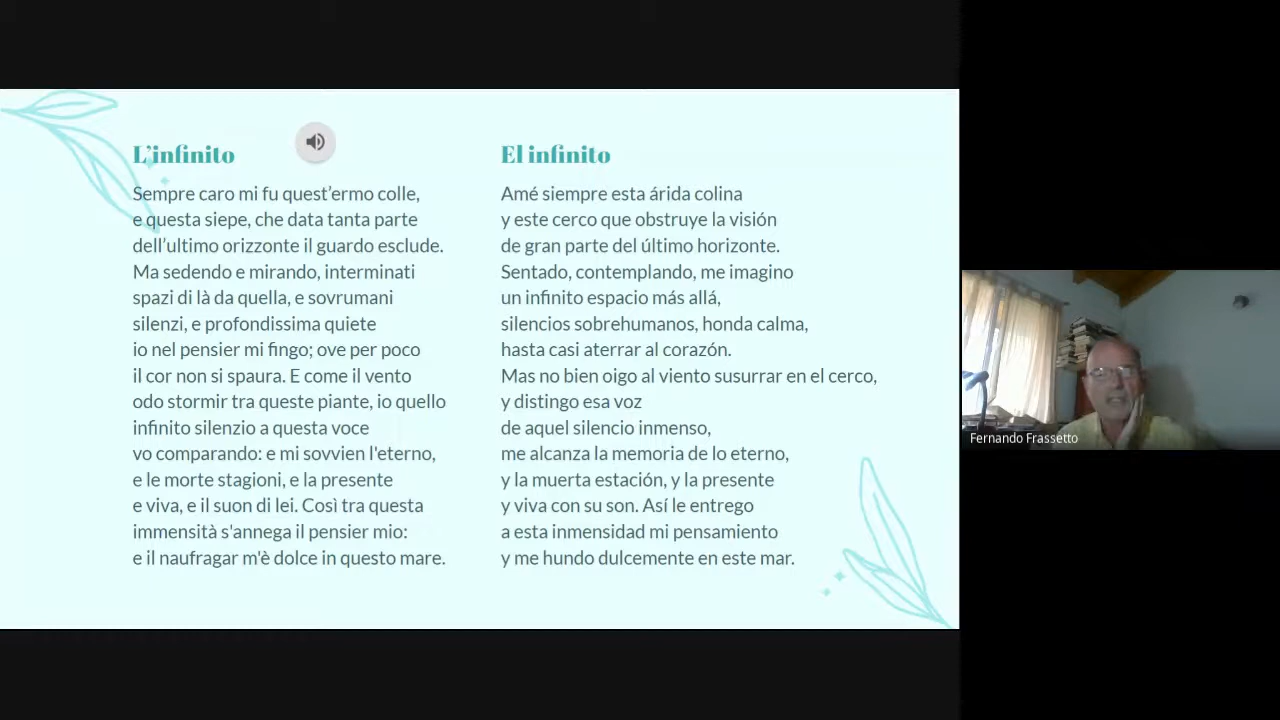 L'infinito
Sempre caro mi fu quest'ermo colle,
e questa siepe, che data tanta parte
dell'ultimo orizzonte il guardo esclude.
Ma sedendo e mirando, interminati
spazi di là da quella, e sovrumani
silenzi, e profondissima quiete
io nel pensier mi fingo; ove per poco
il cor non si spaura. E come il vento
odo stormir tra queste piante, io quello
infinito silenzio a questa voce
vo comparando: e mi sovvien l'eterno,
e le morte stagioni, e la presente
e viva, e il suon di lei. Così tra questa
immensità s'annega il pensier mio:
e il naufragar m'è dolce in questo mare.
El infinito
Amé siempre esta árida colina
y este cerco que obstruye la visión
de gran parte del último horizonte.
Sentado, contemplando, me imagino
un infinito espacio más allá,
silencios sobrehumanos, honda calma,
hasta casi aterrar al corazón.
Mas no bien oigo al viento susurrar en el cerco,
y distingo esa voz
de aquel silencio inmenso,
me alcanza la memoria de lo eterno,
y la muerta estación, y la presente
y viva con su son. Así le entrego
a esta inmensidad mi pensamiento
y me hundo dulcemente en este mar.
Fernando Frassetto